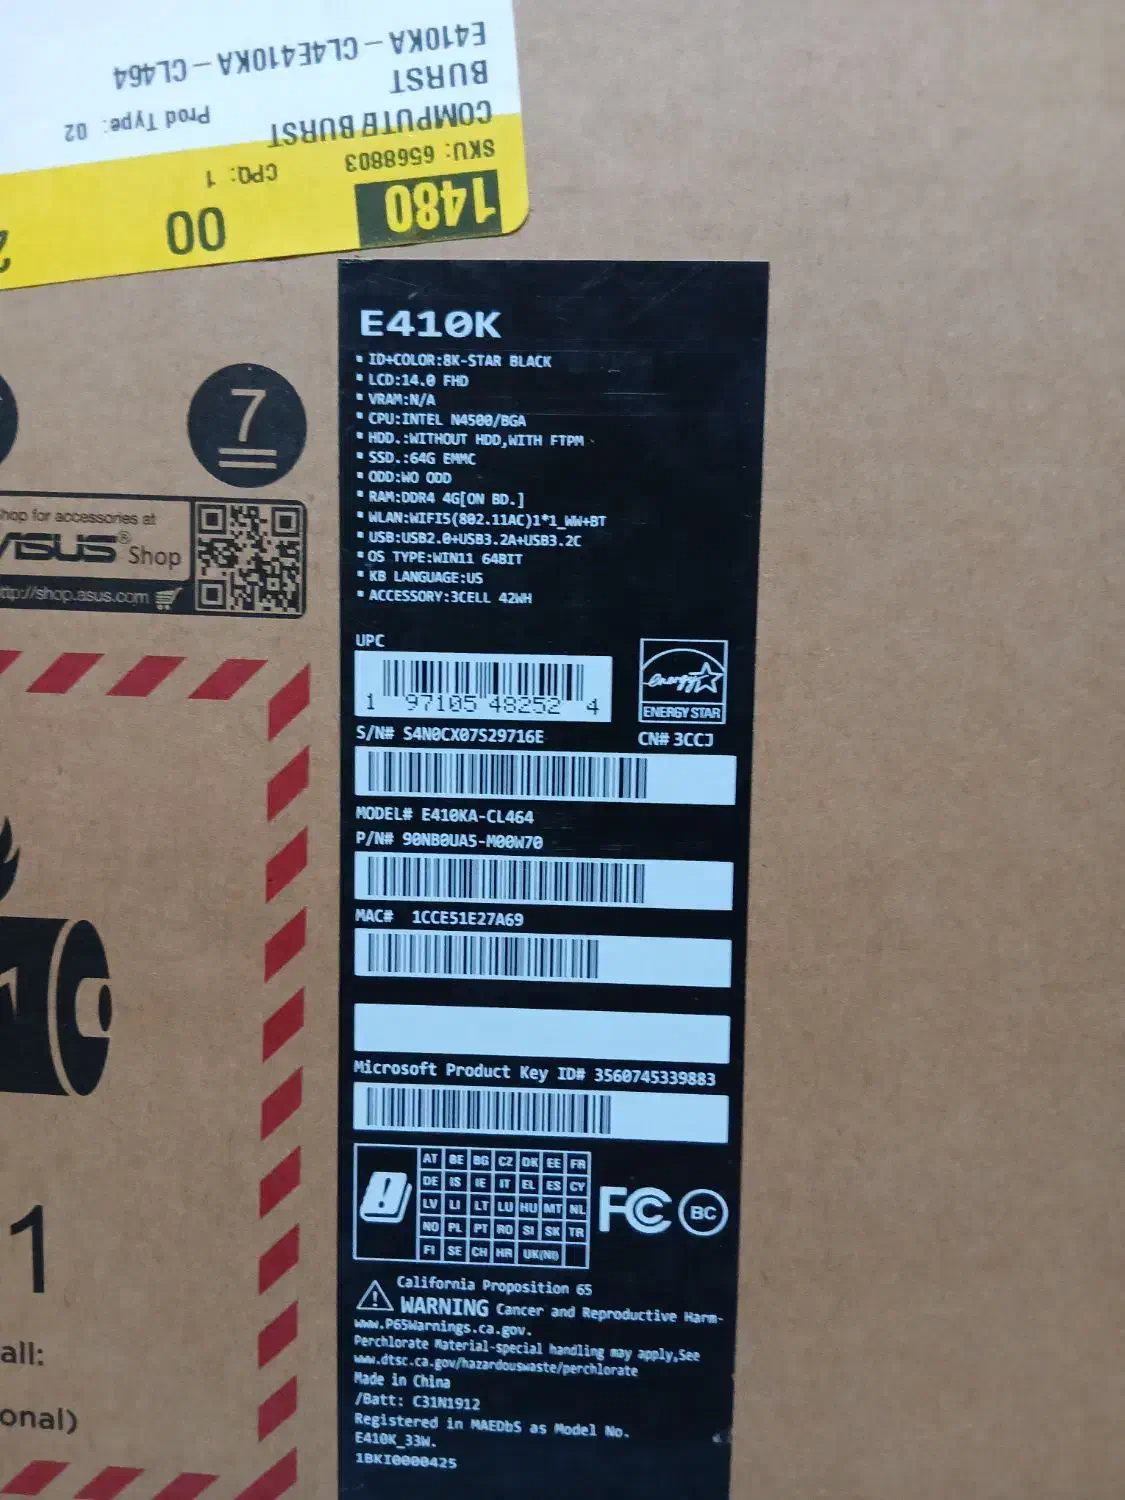 E410KA - CL4E410KA - CL464
BURST
COMPUTE BURST
Prod Type: 02
SKU: 6568803
CPQ: 1
1480
00
E410K
▪ ID+COLOR:8K-STAR BLACK
▪ LCD:14.0 FHD
▪ VRAM:N/A
▪ CPU:INTEL N4500/BGA
▪ HDD.:WITHOUT HDD,WITH FTPM
▪ SSD.:64G EMMC
▪ ODD:WO ODD
▪ RAM:DDR4 4G[ON BD.]
▪ WLAN:WIFI5(802.11AC)1*1_WW+BT
▪ USB:USB2.0+USB3.2A+USB3.2C
▪ OS TYPE:WIN11 64BIT
▪ KB LANGUAGE:US
▪ ACCESSORY:3CELL 42WH
7
hop for accessories at
ASUS® Shop
ttp://shop.asus.com
UPC
1 97105 48252 4
energy
ENERGY STAR
S/N# S4N0CX07S29716E
CN# 3CCJ
MODEL# E410KA-CL464
P/N# 90NB0UA5-M00W70
MAC# 1CCE51E27A69
Microsoft Product Key ID# 3560745339883
AT BE BG CZ DK EE FR
DE IS IE IT EL ES CY
LV LI LT LU HU MT NL
NO PL PT RO SI SK TR
FI SE CH HR UK(NI)
FC
BC
California Proposition 65
WARNING Cancer and Reproductive Harm-
www.P65Warnings.ca.gov.
Perchlorate Material-special handling may apply,See
www.dtsc.ca.gov/hazardouswaste/perchlorate
Made in China
/Batt: C31N1912
Registered in MAEDbS as Model No.
E410K_33W.
1BKI0000425
1
all:
onal)